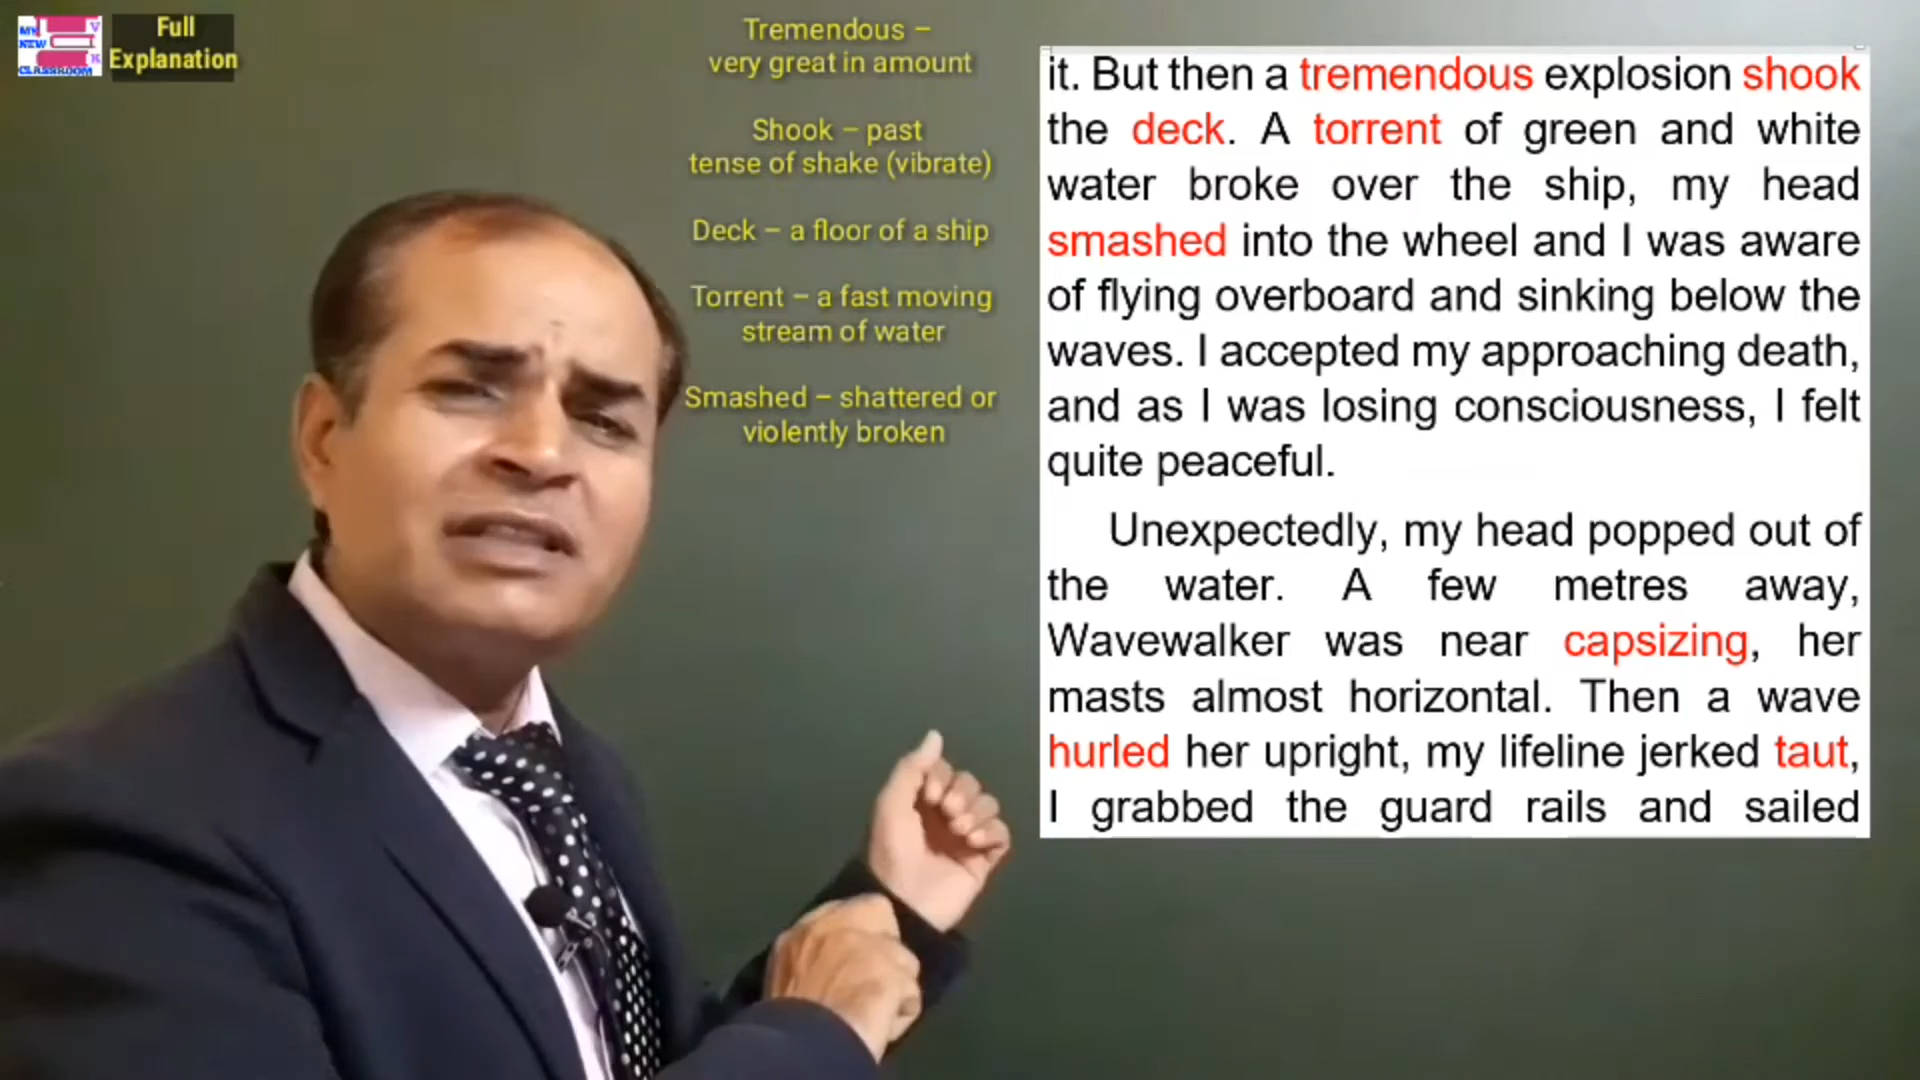 MY
NEW
CLASSROOM
V
K
Full
Explanation
Tremendous –
very great in amount
Shook – past
tense of shake (vibrate)
Deck – a floor of a ship
Torrent – a fast moving
stream of water
Smashed – shattered or
violently broken
it. But then a tremendous explosion shook
the deck. A torrent of green and white
water broke over the ship, my head
smashed into the wheel and I was aware
of flying overboard and sinking below the
waves. I accepted my approaching death,
and as I was losing consciousness, I felt
quite peaceful.
Unexpectedly, my head popped out of
the water. A few metres away,
Wavewalker was near capsizing, her
masts almost horizontal. Then a wave
hurled her upright, my lifeline jerked taut,
I grabbed the guard rails and sailed